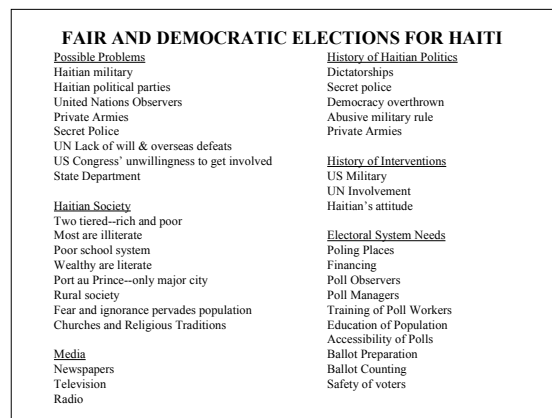 FAIR AND DEMOCRATIC ELECTIONS FOR HAITI
Possible Problems
Haitian military
Haitian political parties
United Nations Observers
Private Armies
Secret Police
UN Lack of will & overseas defeats
US Congress' unwillingness to get involved
State Department
Haitian Society
Two tiered--rich and poor
Most are illiterate
Poor school system
Wealthy are literate
Port au Prince--only major city
Rural society
Fear and ignorance pervades population
Churches and Religious Traditions
Media
Newspapers
Television
Radio
History of Haitian Politics
Dictatorships
Secret police
Democracy overthrown
Abusive military rule
Private Armies
History of Interventions
US Military
UN Involvement
Haitian's attitude
Electoral System Needs
Poling Places
Financing
Poll Observers
Poll Managers
Training of Poll Workers
Education of Population
Accessibility of Polls
Ballot Preparation
Ballot Counting
Safety of voters